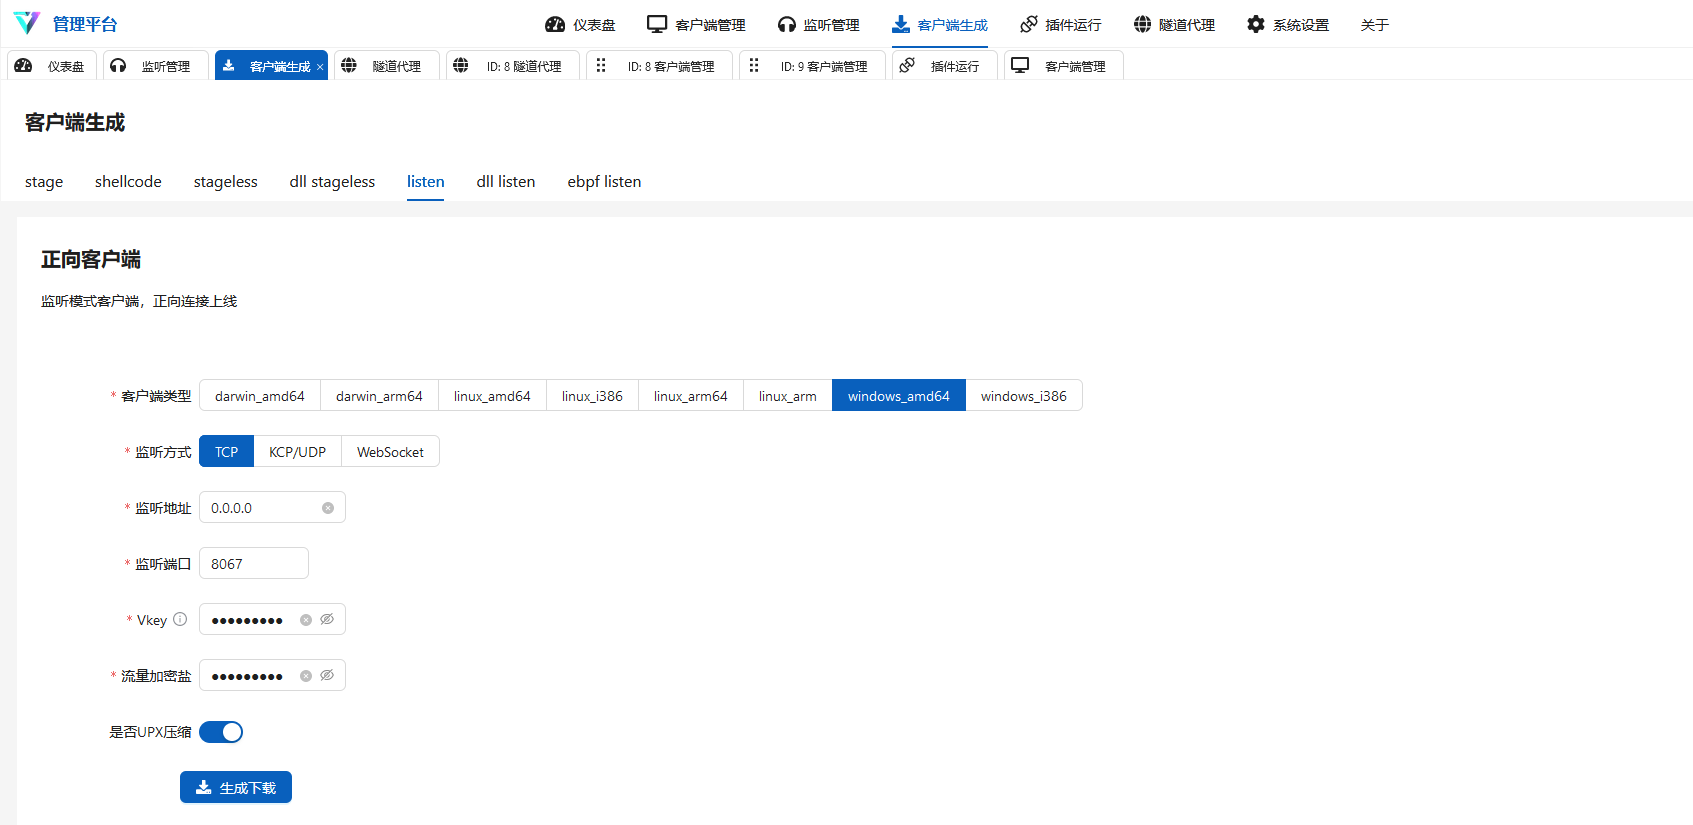 管理平台 仪表盘 客户端管理 监听管理 客户端生成 插件运行 隧道代理 系统设置 关于
仪表盘 监听管理 客户端生成 × 隧道代理 ID: 8 隧道代理 ID: 8 客户端管理 ID: 9 客户端管理 插件运行 客户端管理
客户端生成
stage shellcode stageless dll stageless listen dll listen ebpf listen
正向客户端
监听模式客户端，正向连接上线
* 客户端类型 darwin_amd64 darwin_arm64 linux_amd64 linux_i386 linux_arm64 linux_arm windows_amd64 windows_i386
* 监听方式 TCP KCP/UDP WebSocket
* 监听地址 0.0.0.0
* 监听端口 8067
* Vkey •••••••••
* 流量加密盐 •••••••••
是否UPX压缩
生成下载